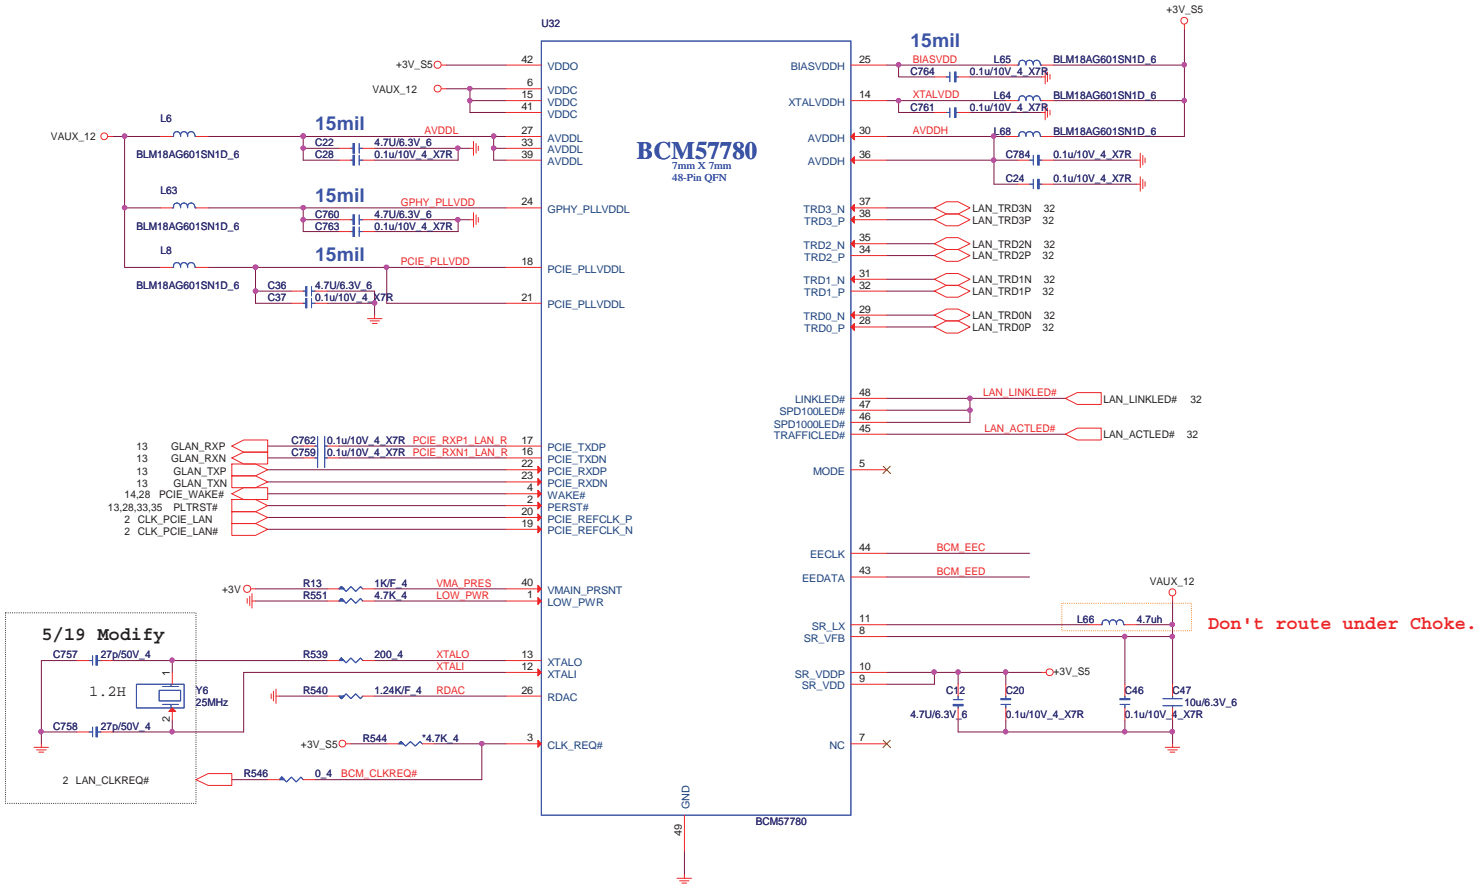 U32
+3V_S5
15mil
+3V_S5 42 VDDO
BIASVDDH 25 BIASVDD L65 BLM18AG601SN1D_6
C764 0.1u/10V_4_X7R
VAUX_12 6 VDDC
15 VDDC
41 VDDC
XTALVDDH 14 XTALVDD L64 BLM18AG601SN1D_6
C761 0.1u/10V_4_X7R
L6
15mil
VAUX_12 AVDDL 27 AVDDL
BLM18AG601SN1D_6
C22 4.7U/6.3V_6 33 AVDDL
C28 0.1u/10V_4_X7R 39 AVDDL
AVDDH 30 AVDDH L68 BLM18AG601SN1D_6
AVDDH 36 C784 0.1u/10V_4_X7R
C24 0.1u/10V_4_X7R
BCM57780
7mm X 7mm
48-Pin QFN
L63
15mil
GPHY_PLLVDD 24 GPHY_PLLVDDL
C760 4.7U/6.3V_6
BLM18AG601SN1D_6 C763 0.1u/10V_4_X7R
TRD3_N 37 LAN_TRD3N 32
TRD3_P 38 LAN_TRD3P 32
TRD2_N 35 LAN_TRD2N 32
TRD2_P 34 LAN_TRD2P 32
L8
15mil
PCIE_PLLVDD 18 PCIE_PLLVDDL
BLM18AG601SN1D_6 C36 4.7U/6.3V_6
C37 0.1u/10V_4_X7R 21 PCIE_PLLVDDL
TRD1_N 31 LAN_TRD1N 32
TRD1_P 32 LAN_TRD1P 32
TRD0_N 29 LAN_TRD0N 32
TRD0_P 28 LAN_TRD0P 32
LINKLED# 48 LAN_LINKLED# LAN_LINKLED# 32
SPD100LED# 47
SPD1000LED# 46
TRAFFICLED# 45 LAN_ACTLED# LAN_ACTLED# 32
13 GLAN_RXP C762 0.1u/10V_4_X7R PCIE_RXP1_LAN_R 17 PCIE_TXDP
13 GLAN_RXN C759 0.1u/10V_4_X7R PCIE_RXN1_LAN_R 16 PCIE_TXDN
13 GLAN_TXP 22 PCIE_RXDP
13 GLAN_TXN 23 PCIE_RXDN
14,28 PCIE_WAKE# 4 WAKE#
13,28,33,35 PLTRST# 2 PERST#
2 CLK_PCIE_LAN 20 PCIE_REFCLK_P
2 CLK_PCIE_LAN# 19 PCIE_REFCLK_N
MODE 5
EECLK 44 BCM_EEC
EEDATA 43 BCM_EED
+3V R13 1K/F_4 VMA_PRES 40 VMAIN_PRSNT
R551 4.7K_4 LOW_PWR 1 LOW_PWR
VAUX_12
SR_LX 11 L66 4.7uh
SR_VFB 8
Don't route under Choke.
5/19 Modify
C757 27p/50V_4 R539 200_4 XTALO 13 XTALO
XTALI 12 XTALI
1
1.2H Y6
25MHz
2
C758 27p/50V_4
R540 1.24K/F_4 RDAC 26 RDAC
SR_VDDP 10 +3V_S5
SR_VDD 9
C12 C20 C46 C47
10u/6.3V_6
4.7U/6.3V_6 0.1u/10V_4_X7R 0.1u/10V_4_X7R
+3V_S5 R544 *4.7K_4 3 CLK_REQ#
NC 7
2 LAN_CLKREQ# R546 0_4 BCM_CLKREQ#
GND
49
BCM57780